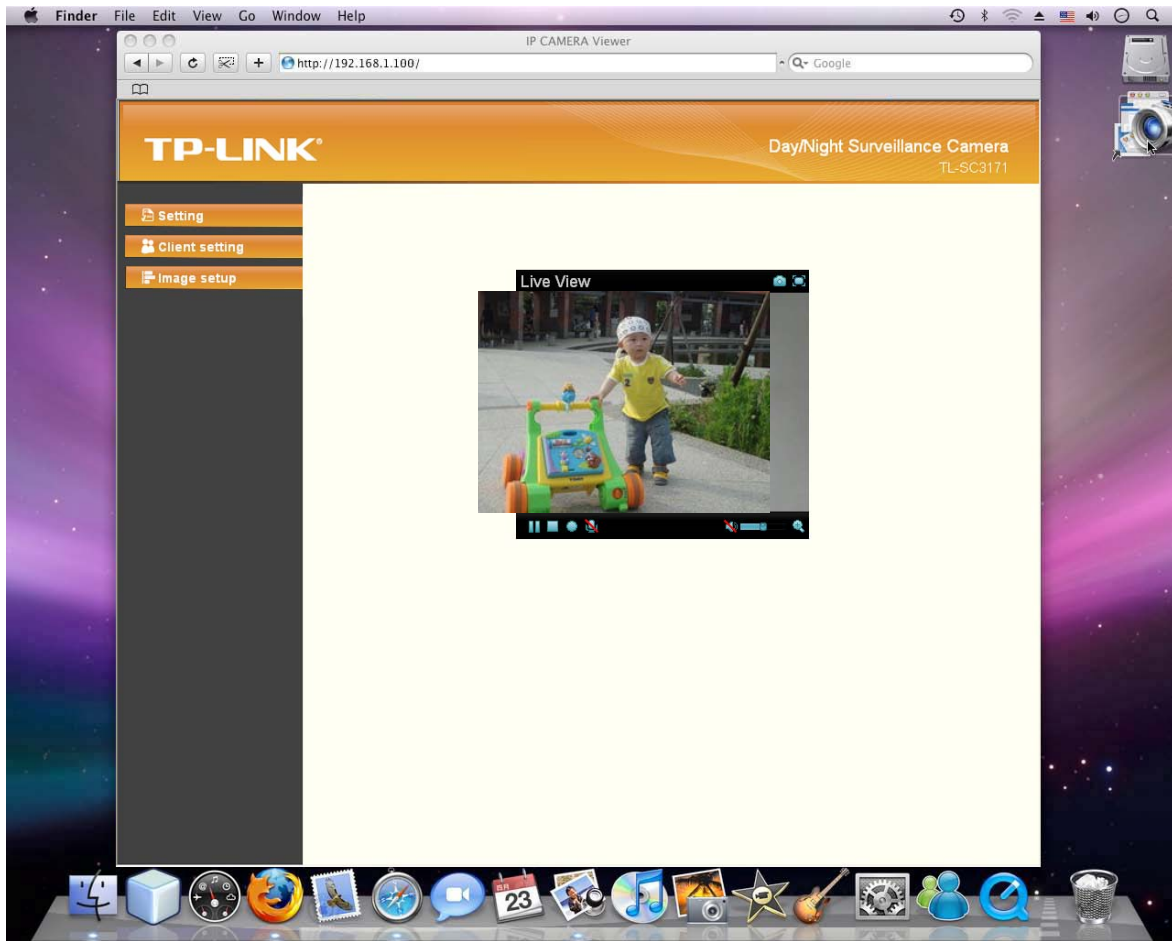 Finder File Edit View Go Window Help
IP CAMERA Viewer
http://192.168.1.100/
Google
TP-LINK®
Day/Night Surveillance Camera
TL-SC3171
Setting
Client setting
Image setup
Live View
2
23